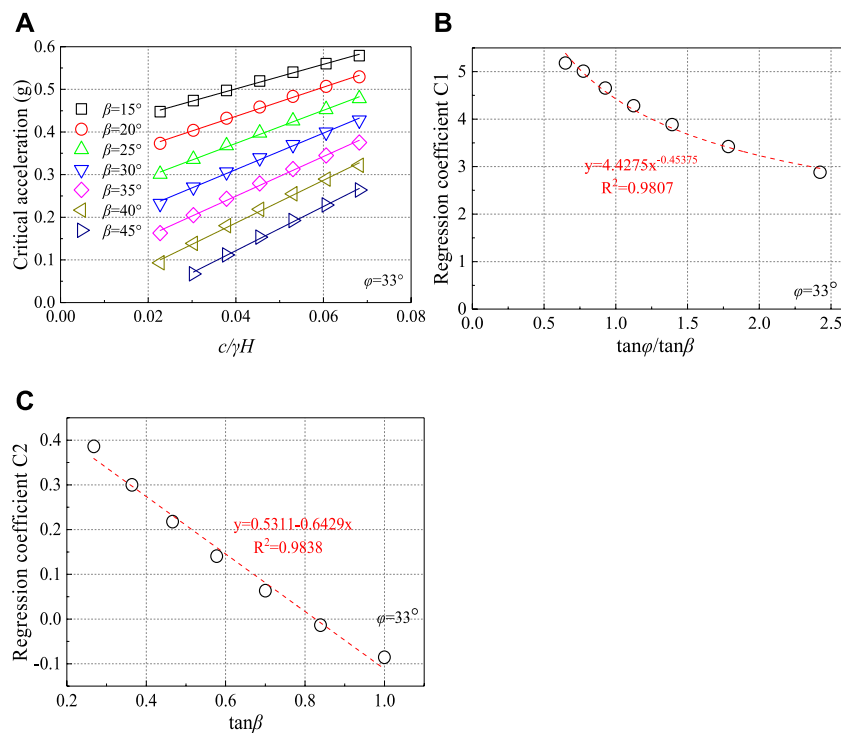 A
Critical acceleration (g)
0.6
0.5
0.4
0.3
0.2
0.1
0.0
β=15°
β=20°
β=25°
β=30°
β=35°
β=40°
β=45°
φ=33°
0.00 0.02 0.04 0.06 0.08
c/γH
B
Regression coefficient C1
5
4
3
2
1
0
y=4.4275x^-0.45375
R²=0.9807
φ=33°
0.0 0.5 1.0 1.5 2.0 2.5
tanφ/tanβ
C
Regression coefficient C2
0.4
0.3
0.2
0.1
0.0
-0.1
y=0.5311-0.6429x
R²=0.9838
φ=33°
0.2 0.4 0.6 0.8 1.0
tanβ